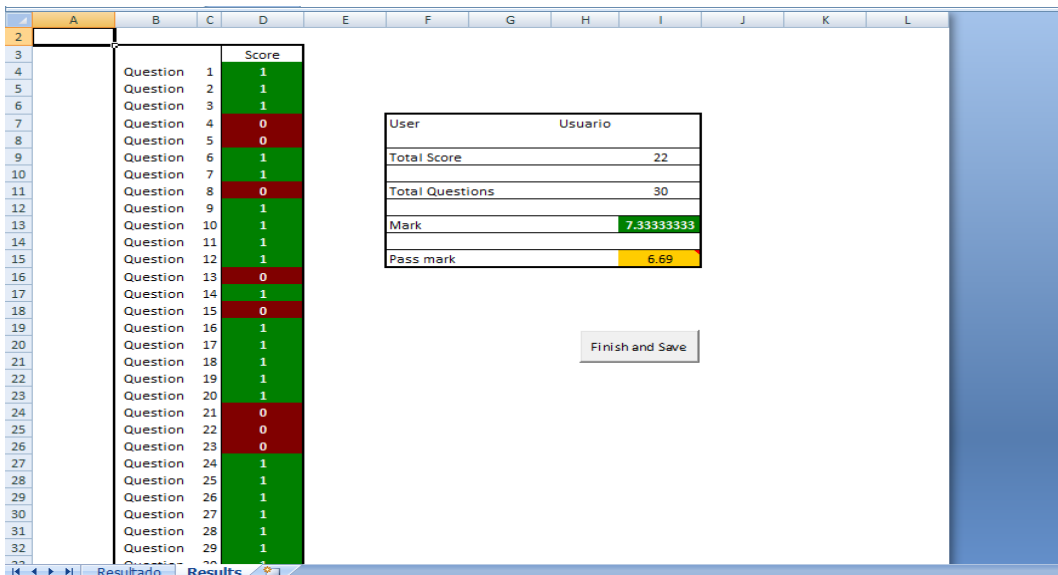 A B C D E F G H I J K L
2
3 Score
4 Question 1 1
5 Question 2 1
6 Question 3 1
7 Question 4 0 User Usuario
8 Question 5 0
9 Question 6 1 Total Score 22
10 Question 7 1
11 Question 8 0 Total Questions 30
12 Question 9 1
13 Question 10 1 Mark 7.33333333
14 Question 11 1
15 Question 12 1 Pass mark 6.69
16 Question 13 0
17 Question 14 1
18 Question 15 0
19 Question 16 1
20 Question 17 1 Finish and Save
21 Question 18 1
22 Question 19 1
23 Question 20 1
24 Question 21 0
25 Question 22 0
26 Question 23 0
27 Question 24 1
28 Question 25 1
29 Question 26 1
30 Question 27 1
31 Question 28 1
32 Question 29 1
Resultado Results